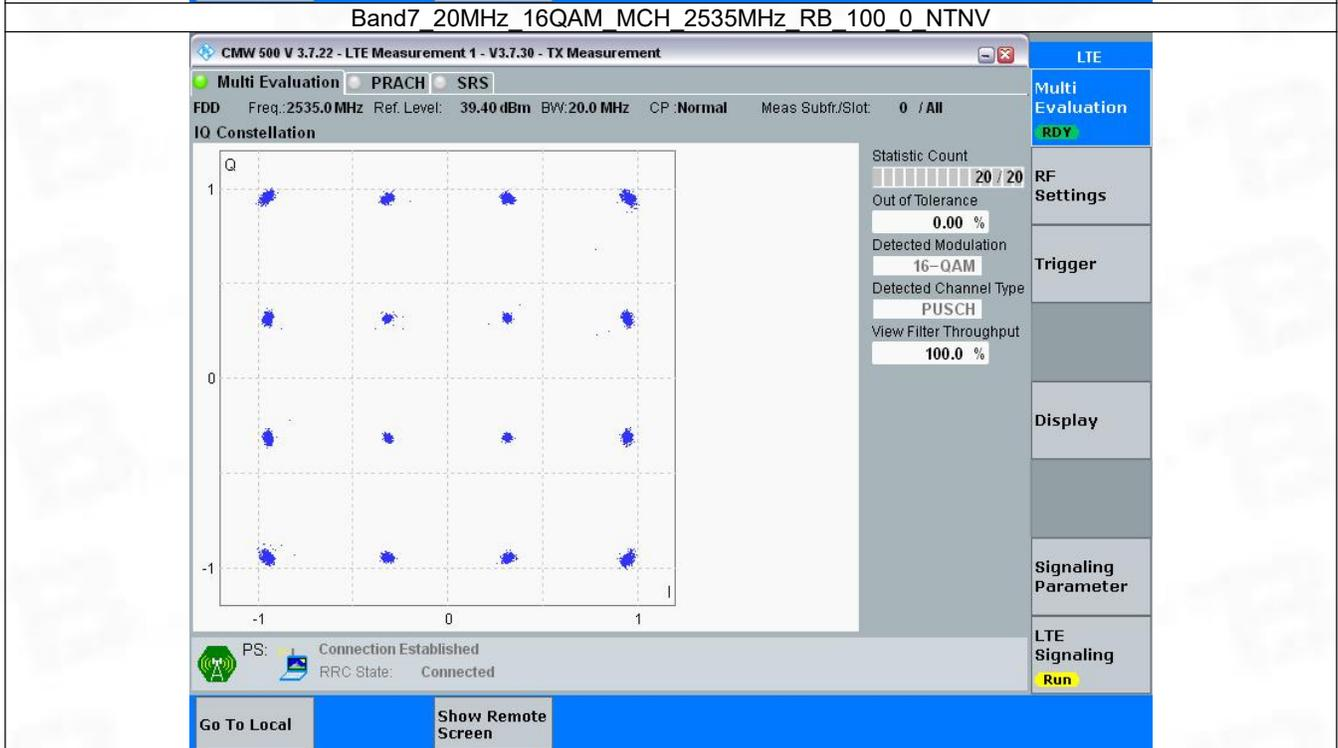 Band7_20MHz_16QAM_MCH_2535MHz_RB_100_0_NTNV
CMW 500 V 3.7.22 - LTE Measurement 1 - V3.7.30 - TX Measurement
LTE
Multi Evaluation PRACH SRS
Multi
Evaluation
RDY
FDD Freq.:2535.0 MHz Ref. Level: 39.40 dBm BW:20.0 MHz CP :Normal Meas Subfr./Slot: 0 / All
IQ Constellation
Q
1
0
-1
-1 0 1
I
Statistic Count
20 / 20
Out of Tolerance
0.00 %
Detected Modulation
16-QAM
Detected Channel Type
PUSCH
View Filter Throughput
100.0 %
RF
Settings
Trigger
Display
Signaling
Parameter
LTE
Signaling
Run
PS: Connection Established
RRC State: Connected
Go To Local
Show Remote
Screen